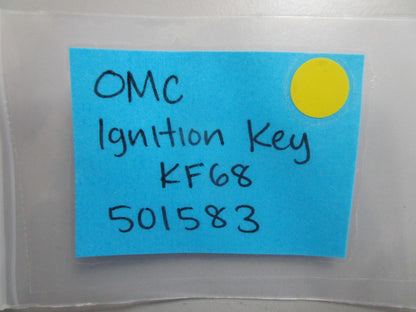 OMC
Ignition Key
KF68
501583